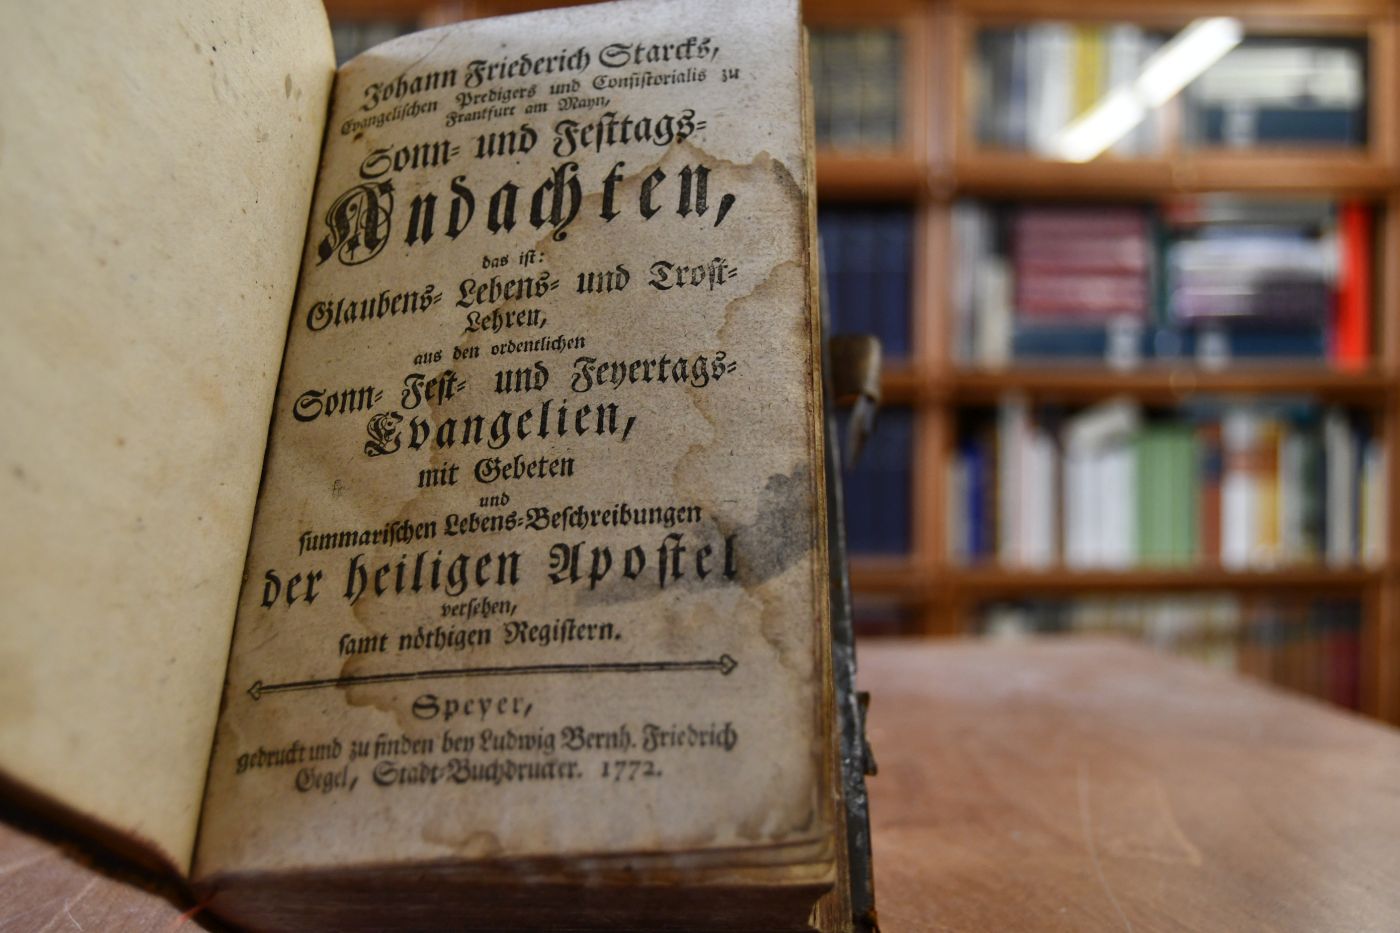 Johann Friederich Starcks,
Evangelischen Predigers und Consistorialis zu
Frankfurt am Mayn,
Sonn= und Festtags=
Andachten,
das ist:
Glaubens= Lebens= und Trost=
Lehren,
aus den ordentlichen
Sonn= Fest= und Feyertags=
Evangelien,
mit Gebeten
und
summarischen Lebens=Beschreibungen
der heiligen Apostel
versehen,
samt nöthigen Registern.
Speyer,
gedruckt und zu finden bey Ludwig Bernh. Friedrich
Gegel, Stadt=Buchdrucker. 1772.